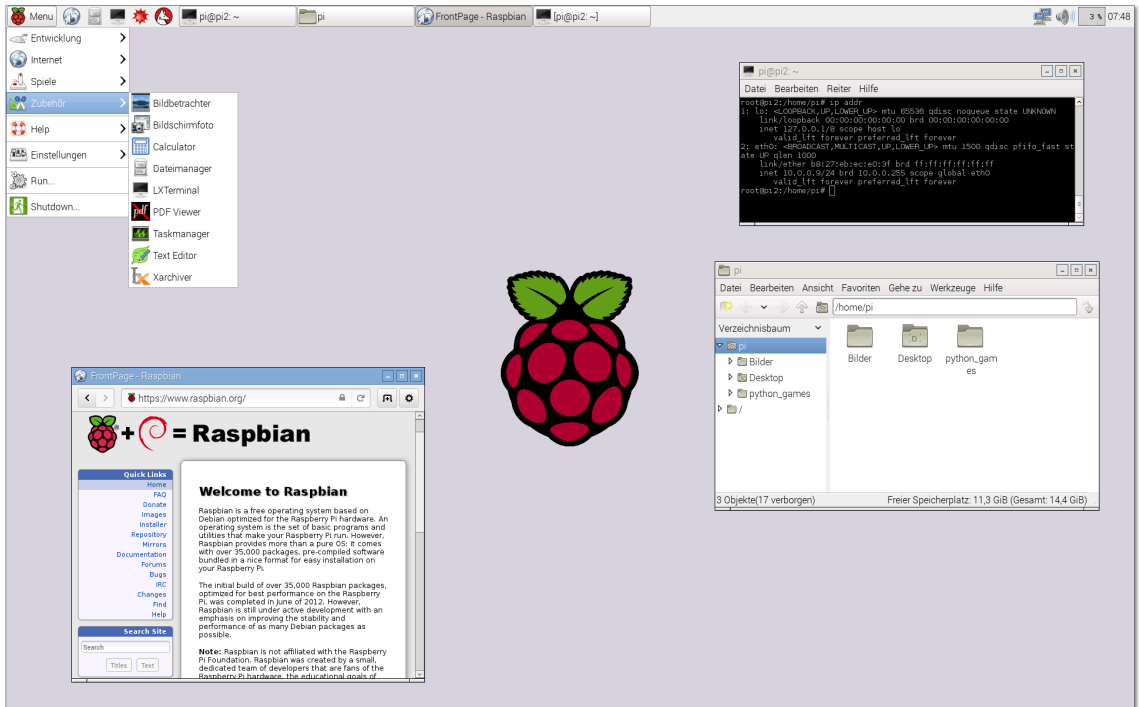 Menu
pi@pi2: ~
pi
FrontPage - Raspbian
[pi@pi2: ~]
3 %
07:48
Entwicklung
Internet
Spiele
Zubehör
Help
Einstellungen
Run...
Shutdown...
Bildbetrachter
Bildschirmfoto
Calculator
Dateimanager
LXTerminal
PDF Viewer
Taskmanager
Text Editor
Xarchiver
pi@pi2: ~
Datei Bearbeiten Reiter Hilfe
root@pi2:/home/pi# ip addr
1: lo: <LOOPBACK,UP,LOWER_UP> mtu 65536 qdisc noqueue state UNKNOWN
link/loopback 00:00:00:00:00:00 brd 00:00:00:00:00:00
inet 127.0.0.1/8 scope host lo
valid_lft forever preferred_lft forever
2: eth0: <BROADCAST,MULTICAST,UP,LOWER_UP> mtu 1500 qdisc pfifo_fast st
ate UP qlen 1000
link/ether b8:27:eb:ec:e0:3f brd ff:ff:ff:ff:ff:ff
inet 10.0.0.9/24 brd 10.0.0.255 scope global eth0
valid_lft forever preferred_lft forever
root@pi2:/home/pi#
pi
Datei Bearbeiten Ansicht Favoriten Gehe zu Werkzeuge Hilfe
/home/pi
Verzeichnisbaum
pi
Bilder
Desktop
python_games
/
Bilder
Desktop
python_gam
es
3 Objekte(17 verborgen)
Freier Speicherplatz: 11,3 GiB (Gesamt: 14,4 GiB)
FrontPage - Raspbian
https://www.raspbian.org/
+ = Raspbian
Quick Links
Home
FAQ
Donate
Images
Installer
Repository
Mirrors
Documentation
Forums
Bugs
IRC
Changes
Find
Help
Search Site
Search
Titles
Text
Welcome to Raspbian
Raspbian is a free operating system based on
Debian optimized for the Raspberry Pi hardware. An
operating system is the set of basic programs and
utilities that make your Raspberry Pi run. However,
Raspbian provides more than a pure OS: it comes
with over 35,000 packages, pre-compiled software
bundled in a nice format for easy installation on
your Raspberry Pi.
The initial build of over 35,000 Raspbian packages,
optimized for best performance on the Raspberry
Pi, was completed in June of 2012. However,
Raspbian is still under active development with an
emphasis on improving the stability and
performance of as many Debian packages as
possible.
Note: Raspbian is not affiliated with the Raspberry
Pi Foundation. Raspbian was created by a small,
dedicated team of developers that are fans of the
Raspberry Pi hardware, the educational goals of